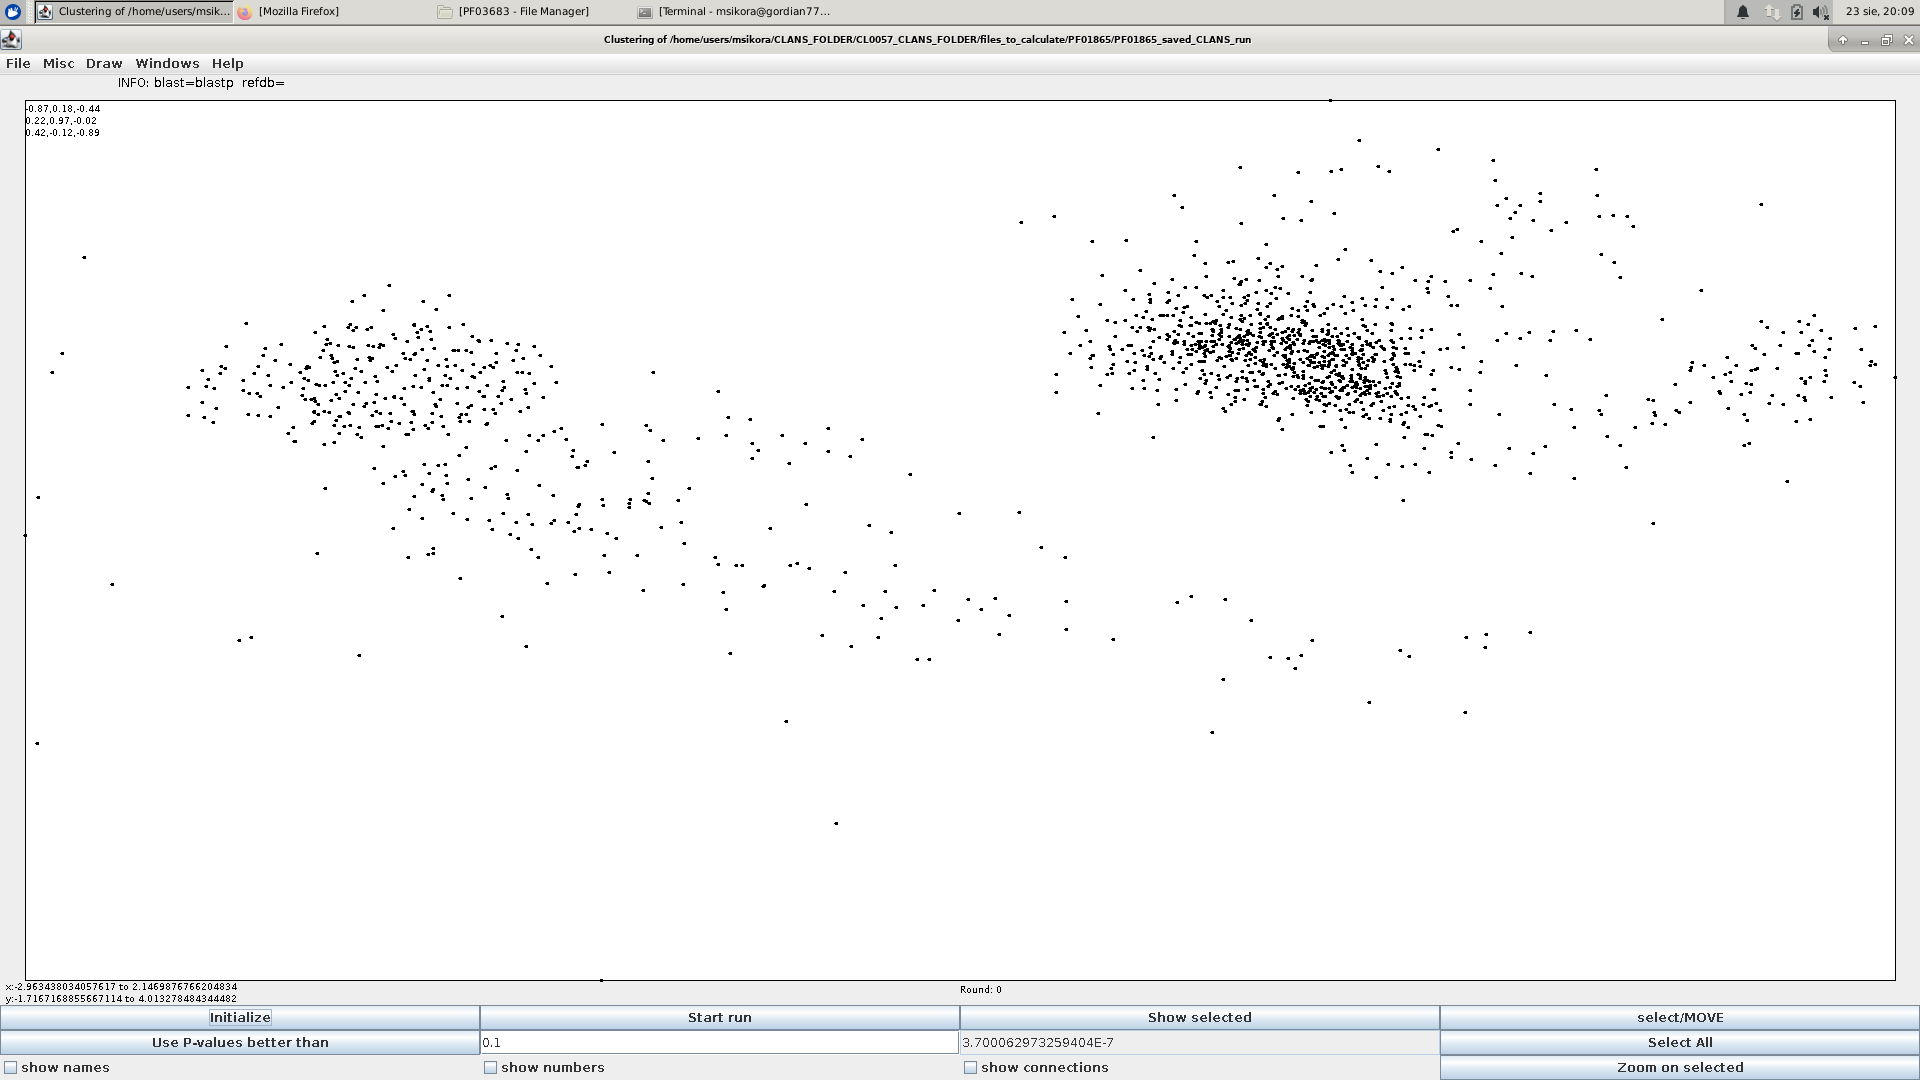 Clustering of /home/users/msik... [Mozilla Firefox] [PF03683 - File Manager] [Terminal - msikora@gordian77... 23 sie, 20:09
Clustering of /home/users/msikora/CLANS_FOLDER/CL0057_CLANS_FOLDER/files_to_calculate/PF01865/PF01865_saved_CLANS_run
File Misc Draw Windows Help
INFO: blast=blastp refdb=
-0.87,0.18,-0.44
0.22,0.97,-0.02
0.42,-0.12,-0.89
x:-2.963438034057617 to 2.1469876766204834
y:-1.7167168855667114 to 4.013278484344482
Round: 0
Initialize Start run Show selected select/MOVE
Use P-values better than 0.1 3.700062973259404E-7 Select All
show names show numbers show connections Zoom on selected